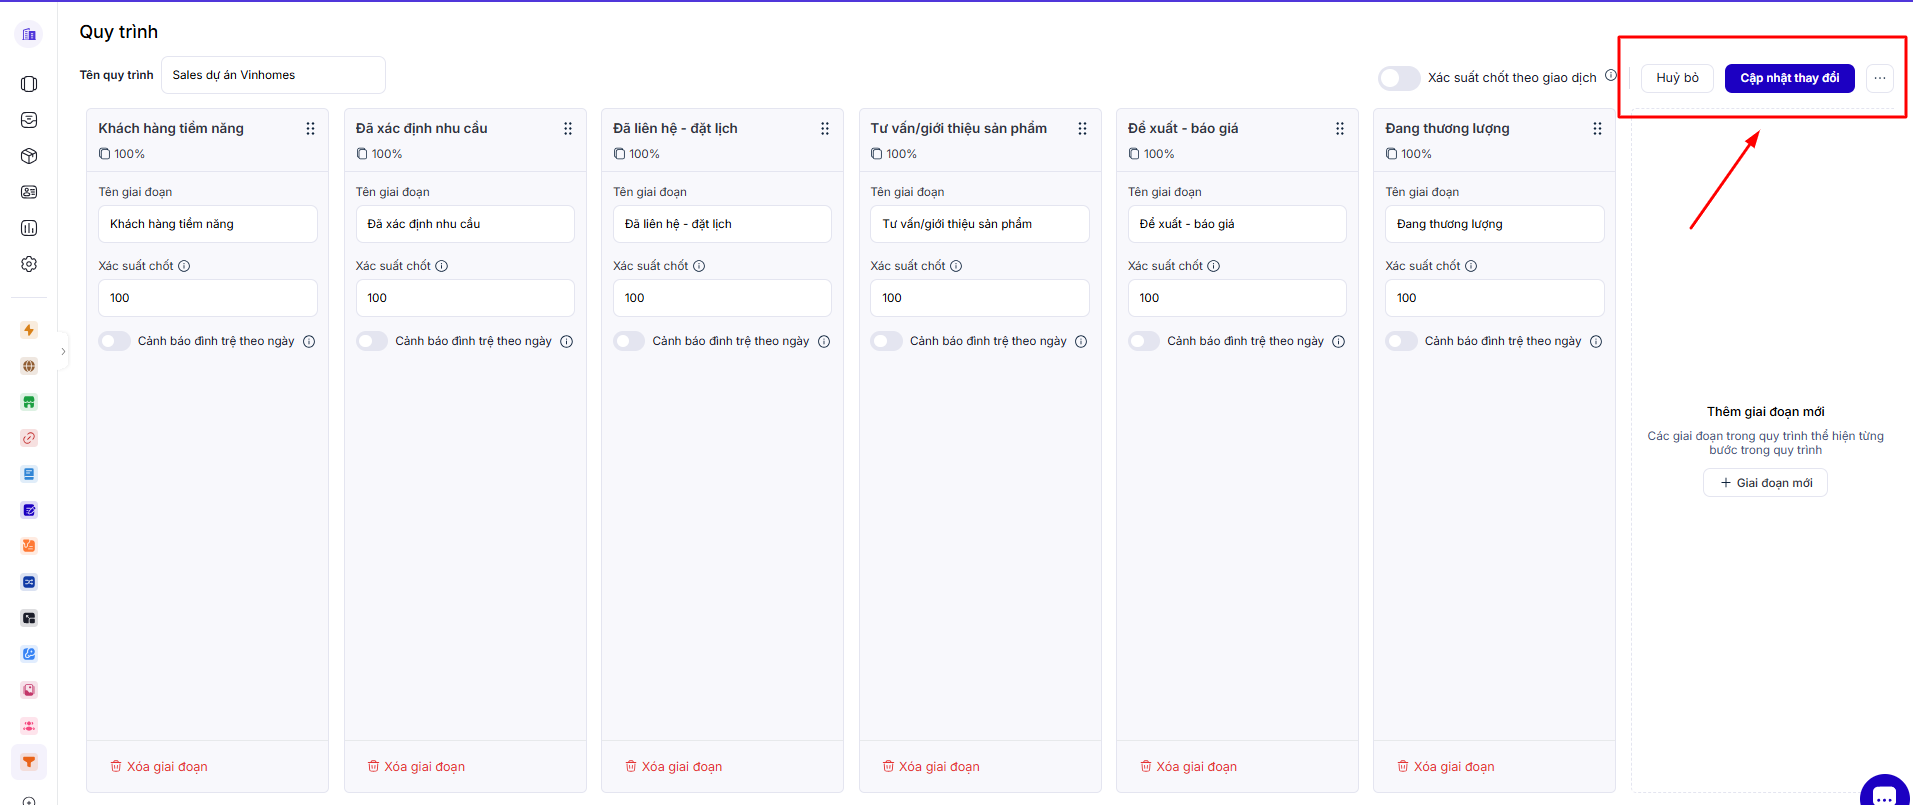 Quy trình
Tên quy trình
Sales dự án Vinhomes
Xác suất chốt theo giao dịch
Huỷ bỏ
Cập nhật thay đổi
Khách hàng tiềm năng
100%
Tên giai đoạn
Khách hàng tiềm năng
Xác suất chốt
100
Cảnh báo đình trệ theo ngày
Xóa giai đoạn
Đã xác định nhu cầu
100%
Tên giai đoạn
Đã xác định nhu cầu
Xác suất chốt
100
Cảnh báo đình trệ theo ngày
Xóa giai đoạn
Đã liên hệ - đặt lịch
100%
Tên giai đoạn
Đã liên hệ - đặt lịch
Xác suất chốt
100
Cảnh báo đình trệ theo ngày
Xóa giai đoạn
Tư vấn/giới thiệu sản phẩm
100%
Tên giai đoạn
Tư vấn/giới thiệu sản phẩm
Xác suất chốt
100
Cảnh báo đình trệ theo ngày
Xóa giai đoạn
Đề xuất - báo giá
100%
Tên giai đoạn
Đề xuất - báo giá
Xác suất chốt
100
Cảnh báo đình trệ theo ngày
Xóa giai đoạn
Đang thương lượng
100%
Tên giai đoạn
Đang thương lượng
Xác suất chốt
100
Cảnh báo đình trệ theo ngày
Xóa giai đoạn
Thêm giai đoạn mới
Các giai đoạn trong quy trình thể hiện từng
bước trong quy trình
+ Giai đoạn mới